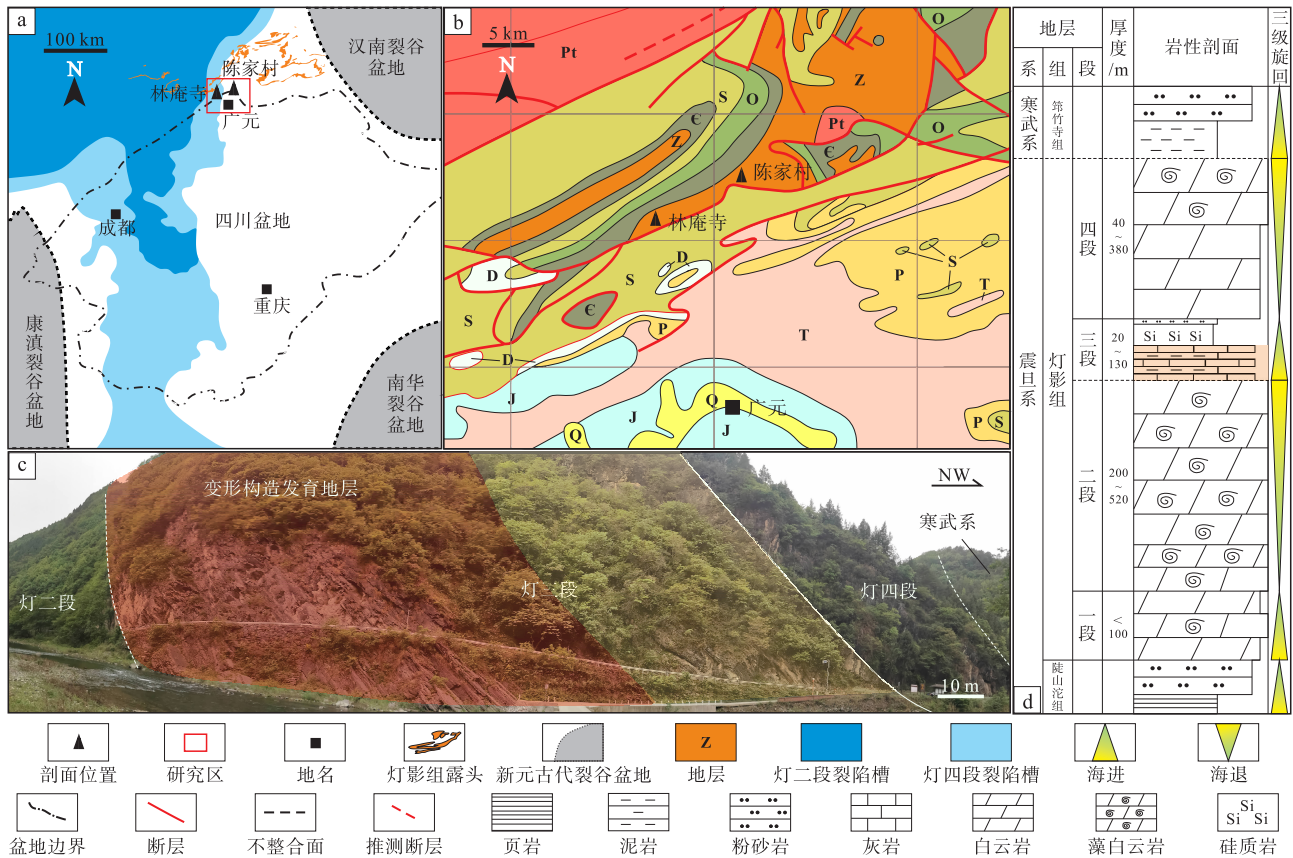 a
100 km
N
汉南裂谷
盆地
陈家村
林庵寺
广元
成都
四川盆地
重庆
康滇裂谷盆地
南华
裂谷
盆地
b
5 km
N
Pt
O
Z
S
O
Є
Z
Pt
Є
O
陈家村
林庵寺
D
D
S
S
P
S
T
Є
P
T
S
D
J
Q
广元
J
J
Q
P
S
c
变形构造发育地层
NW
寒武系
灯二段
灯三段
灯四段
10 m
d
地层
厚度/m
岩性剖面
三级旋回
系
组
段
寒武系
筇竹寺组
震旦系
灯影组
四段
40
~
380
三段
20
~
130
Si Si Si
二段
200
~
520
一段
<
100
陡山沱组
剖面位置
研究区
地名
灯影组露头
新元古代裂谷盆地
Z
地层
灯二段裂陷槽
灯四段裂陷槽
海进
海退
盆地边界
断层
不整合面
推测断层
页岩
泥岩
粉砂岩
灰岩
白云岩
藻白云岩
Si
Si Si
硅质岩